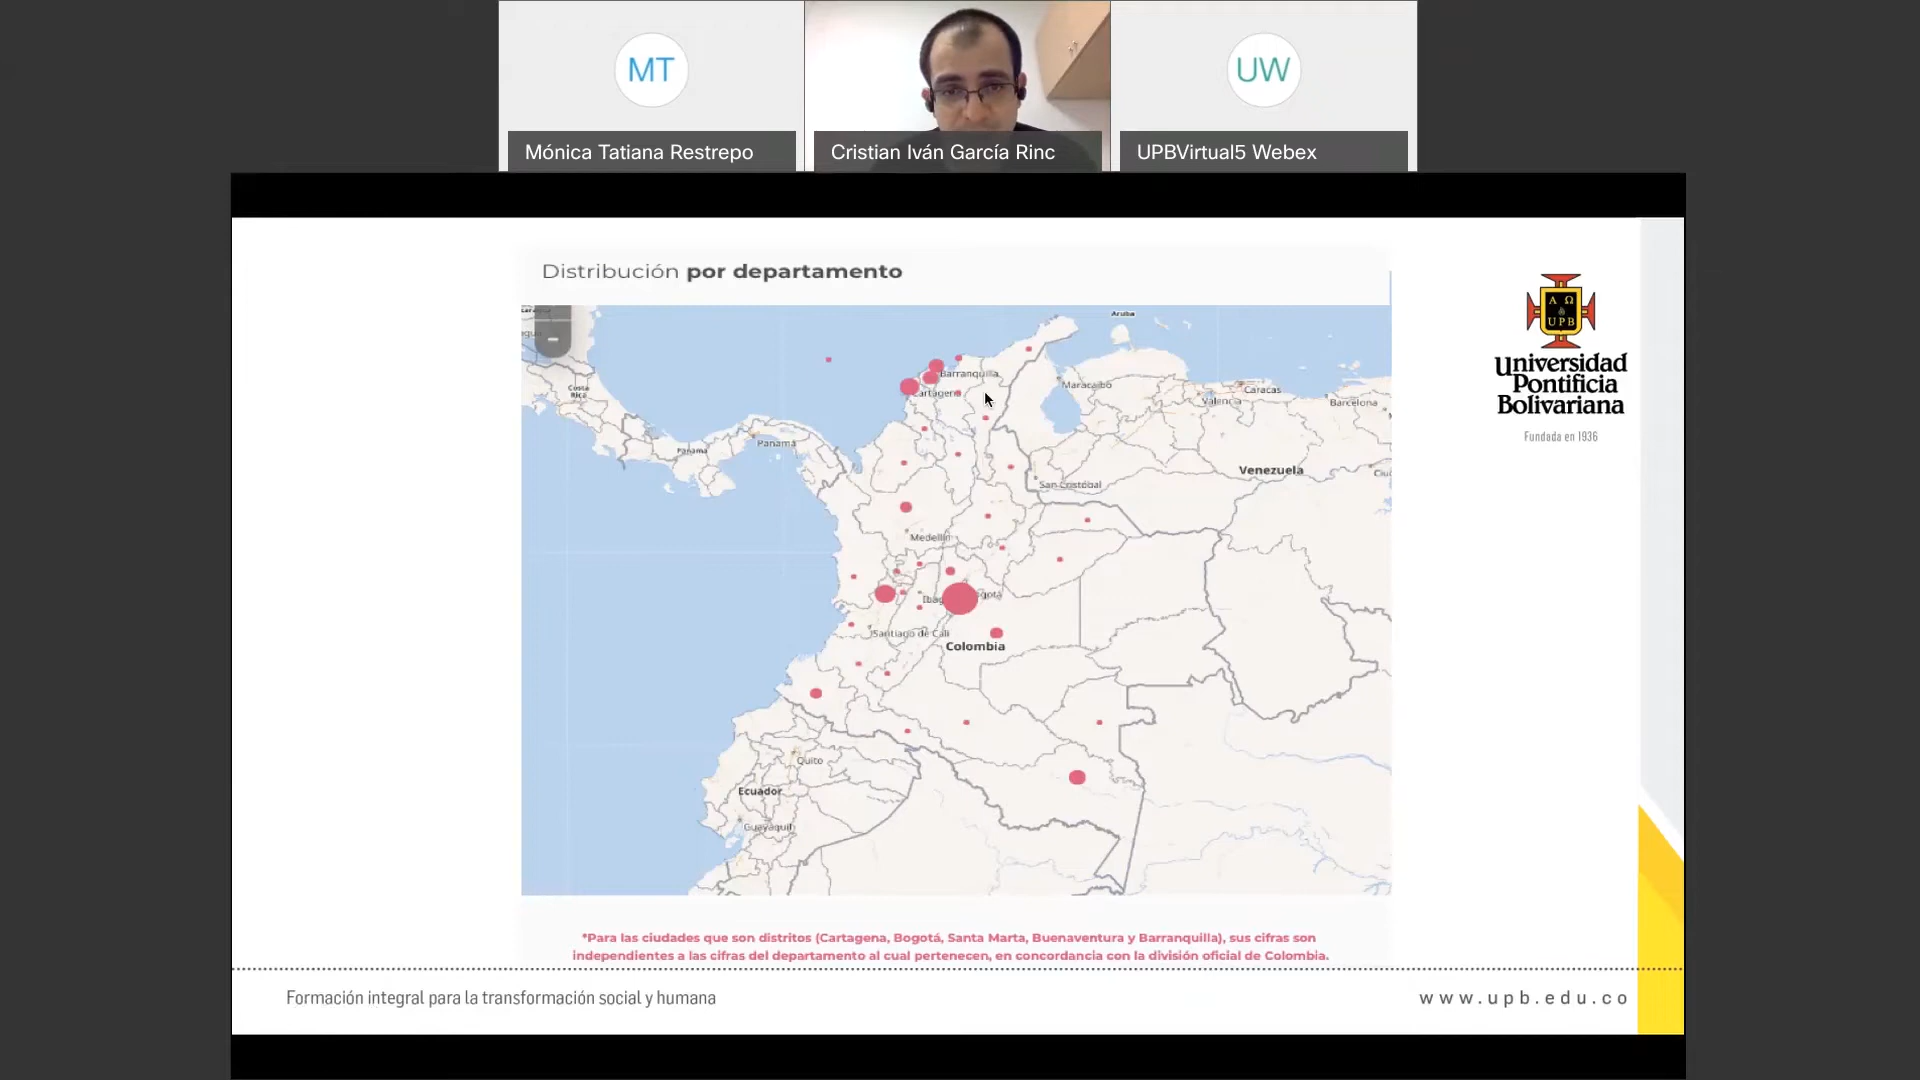 MT
UW
Mónica Tatiana Restrepo
Cristian Iván García Rinc
UPBVirtual5 Webex
Distribución por departamento
Aruba
Barranquilla
Costa
Rica
Maracaibo
Cartagena
Caracas
Valencia
Barcelona
Panamá
Panama
Venezuela
San Cristóbal
Medellín
Santiago de Cali
Colombia
Quito
Ecuador
Guayaquil
Α Ω
UPB
Universidad
Pontificia
Bolivariana
Fundada en 1936
*Para las ciudades que son distritos (Cartagena, Bogotá, Santa Marta, Buenaventura y Barranquilla), sus cifras son
independientes a las cifras del departamento al cual pertenecen, en concordancia con la división oficial de Colombia.
Formación integral para la transformación social y humana
www.upb.edu.co